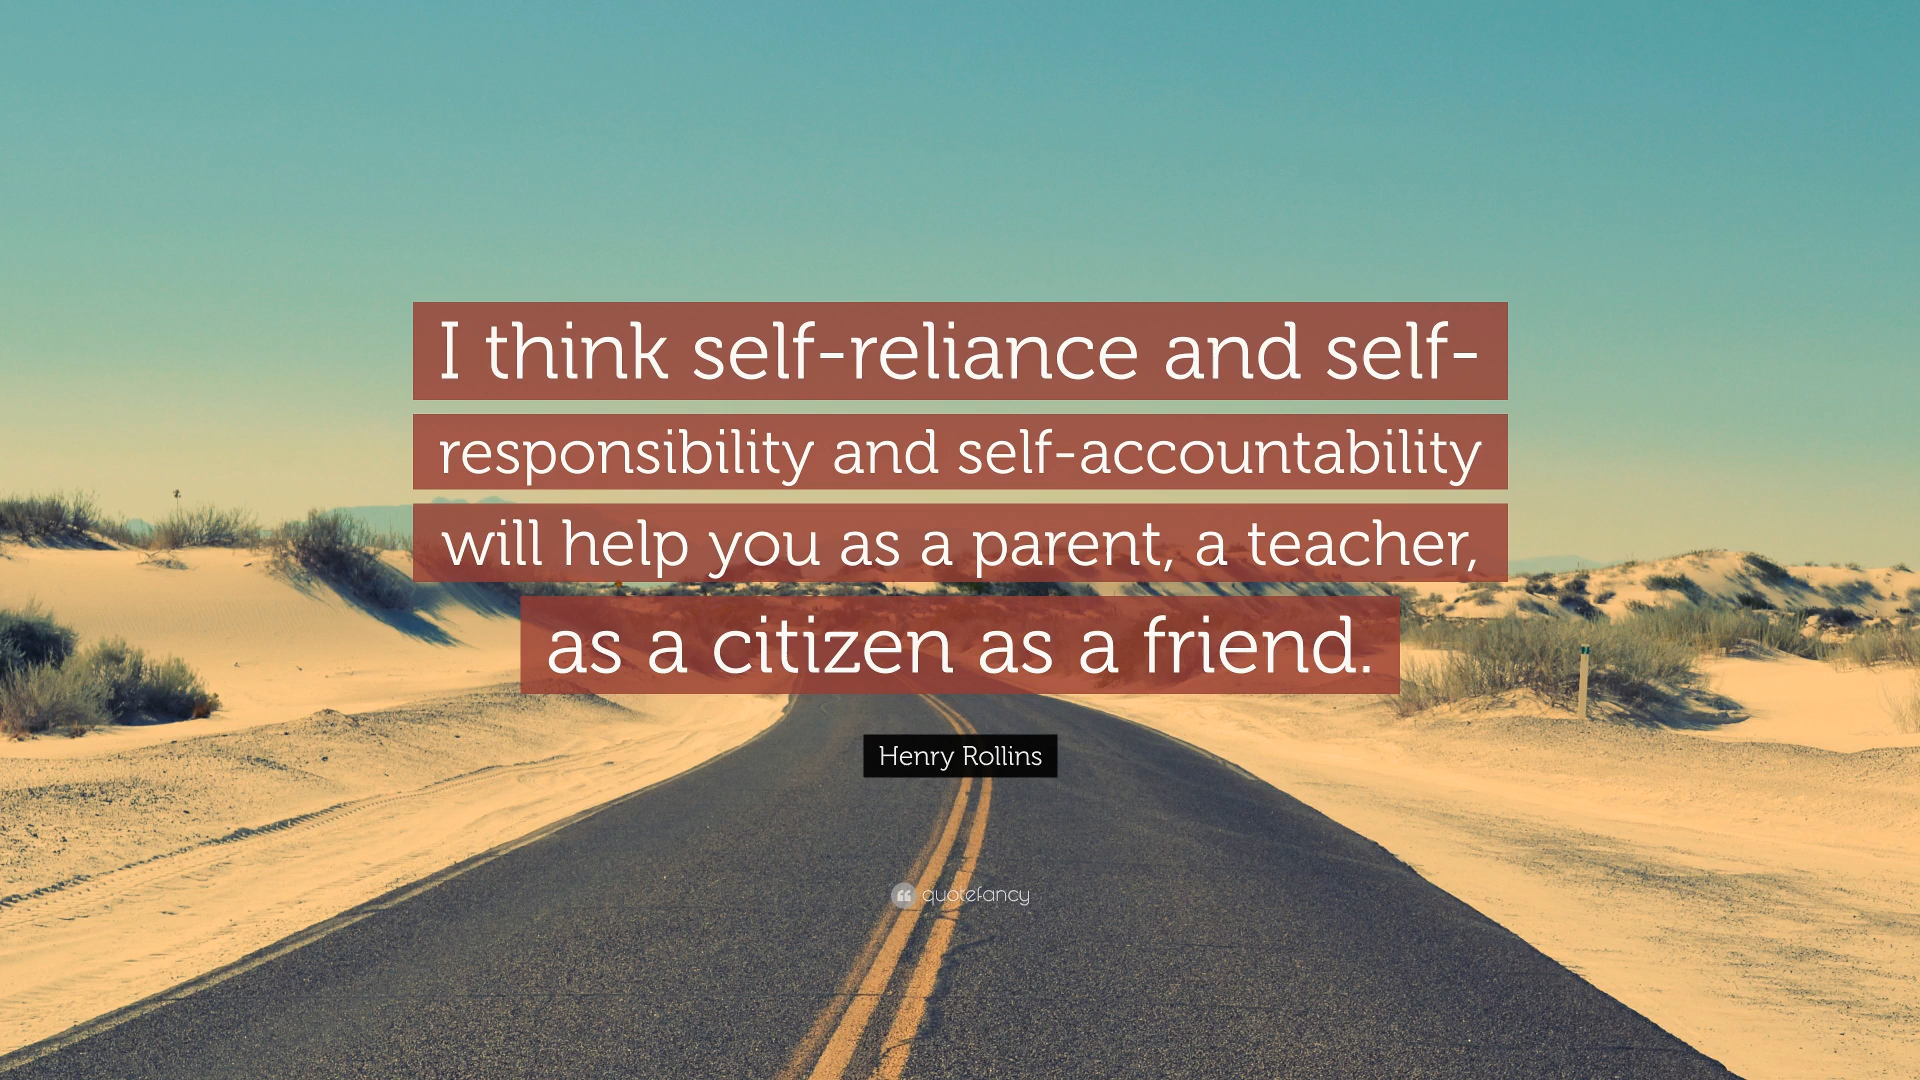 I think self-reliance and self-
responsibility and self-accountability
will help you as a parent, a teacher,
as a citizen as a friend.
Henry Rollins
quotefancy